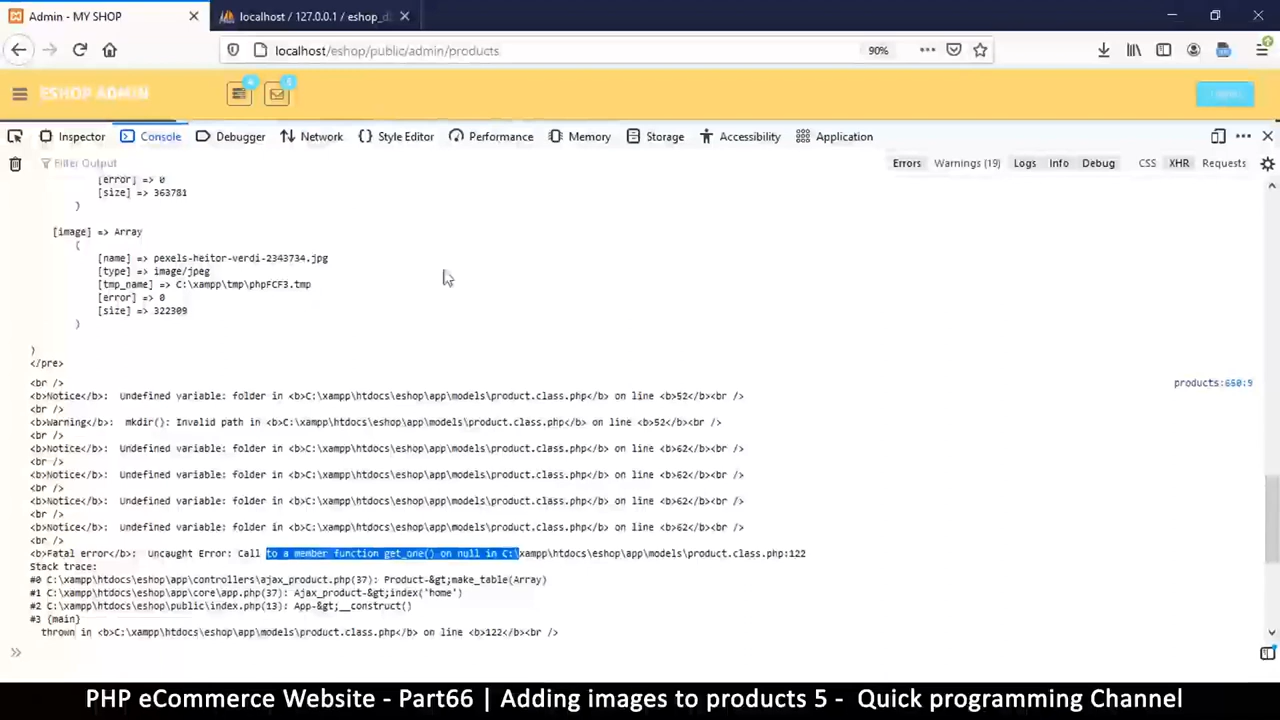 Admin - MY SHOP
localhost / 127.0.0.1 / eshop_d
localhost/eshop/public/admin/products
90%
ESHOP ADMIN
4
5
Inspector
Console
Debugger
Network
Style Editor
Performance
Memory
Storage
Accessibility
Application
Filter Output
Errors
Warnings (19)
Logs
Info
Debug
CSS
XHR
Requests
[error] => 0
[size] => 363781
)
[image] => Array
(
[name] => pexels-heitor-verdi-2343734.jpg
[type] => image/jpeg
[tmp_name] => C:\xampp\tmp\phpFCF3.tmp
[error] => 0
[size] => 322309
)
)
</pre>
<br />
products:660:9
<b>Notice</b>: Undefined variable: folder in <b>C:\xampp\htdocs\eshop\app\models\product.class.php</b> on line <b>52</b><br />
<br />
<b>Warning</b>: mkdir(): Invalid path in <b>C:\xampp\htdocs\eshop\app\models\product.class.php</b> on line <b>52</b><br />
<br />
<b>Notice</b>: Undefined variable: folder in <b>C:\xampp\htdocs\eshop\app\models\product.class.php</b> on line <b>62</b><br />
<br />
<b>Notice</b>: Undefined variable: folder in <b>C:\xampp\htdocs\eshop\app\models\product.class.php</b> on line <b>62</b><br />
<br />
<b>Notice</b>: Undefined variable: folder in <b>C:\xampp\htdocs\eshop\app\models\product.class.php</b> on line <b>62</b><br />
<br />
<b>Notice</b>: Undefined variable: folder in <b>C:\xampp\htdocs\eshop\app\models\product.class.php</b> on line <b>62</b><br />
<br />
<b>Fatal error</b>: Uncaught Error: Call to a member function get_one() on null in C:\xampp\htdocs\eshop\app\models\product.class.php:122
Stack trace:
#0 C:\xampp\htdocs\eshop\app\controllers\ajax_product.php(37): Product-&gt;make_table(Array)
#1 C:\xampp\htdocs\eshop\app\core\app.php(37): Ajax_product-&gt;index('home')
#2 C:\xampp\htdocs\eshop\public\index.php(13): App-&gt;__construct()
#3 {main}
thrown in <b>C:\xampp\htdocs\eshop\app\models\product.class.php</b> on line <b>122</b><br />
PHP eCommerce Website - Part66 | Adding images to products 5 - Quick programming Channel